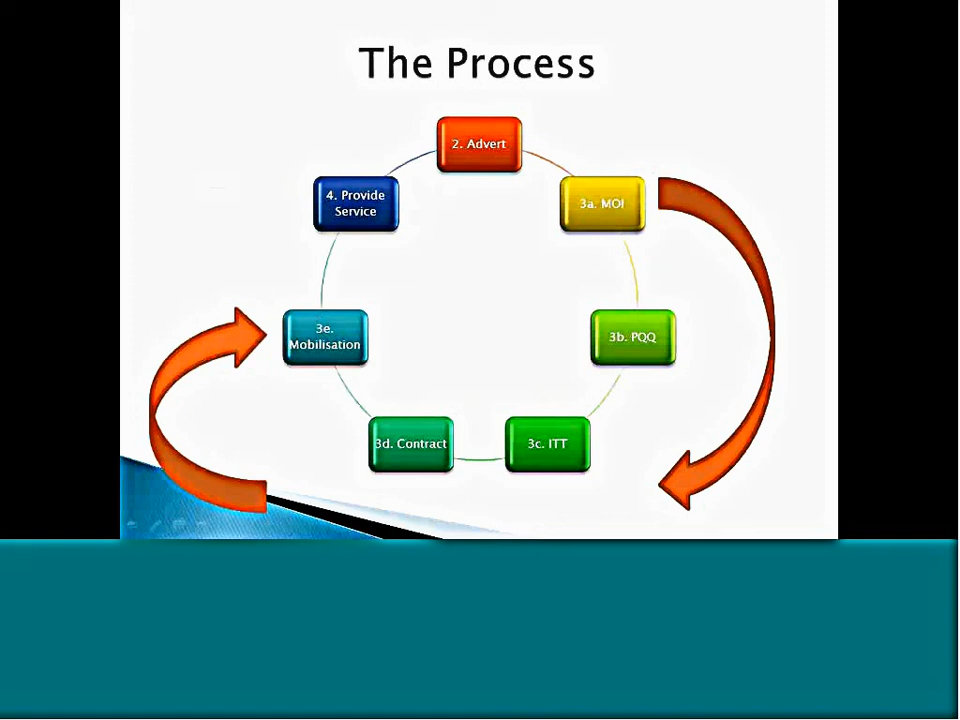 The Process
2. Advert
3a. MOI
3b. PQQ
3c. ITT
3d. Contract
3e.
Mobilisation
4. Provide
Service